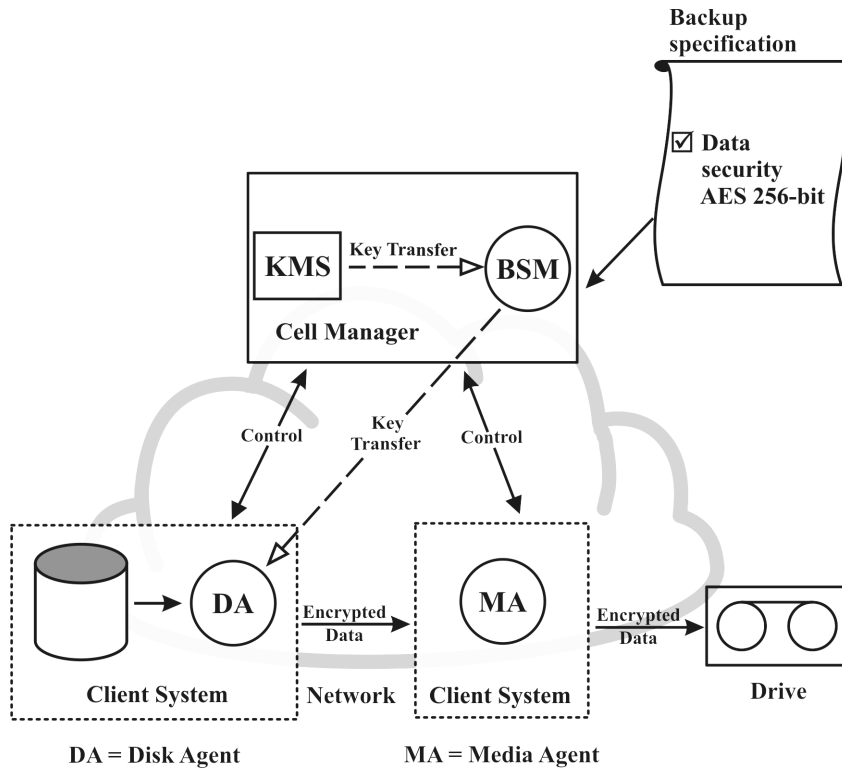 Backup
specification
☑ Data
security
AES 256-bit
KMS
Key Transfer
BSM
Cell Manager
Control
Key
Transfer
Control
DA
Encrypted
Data
MA
Encrypted
Data
Client System
Network
Client System
Drive
DA = Disk Agent
MA = Media Agent